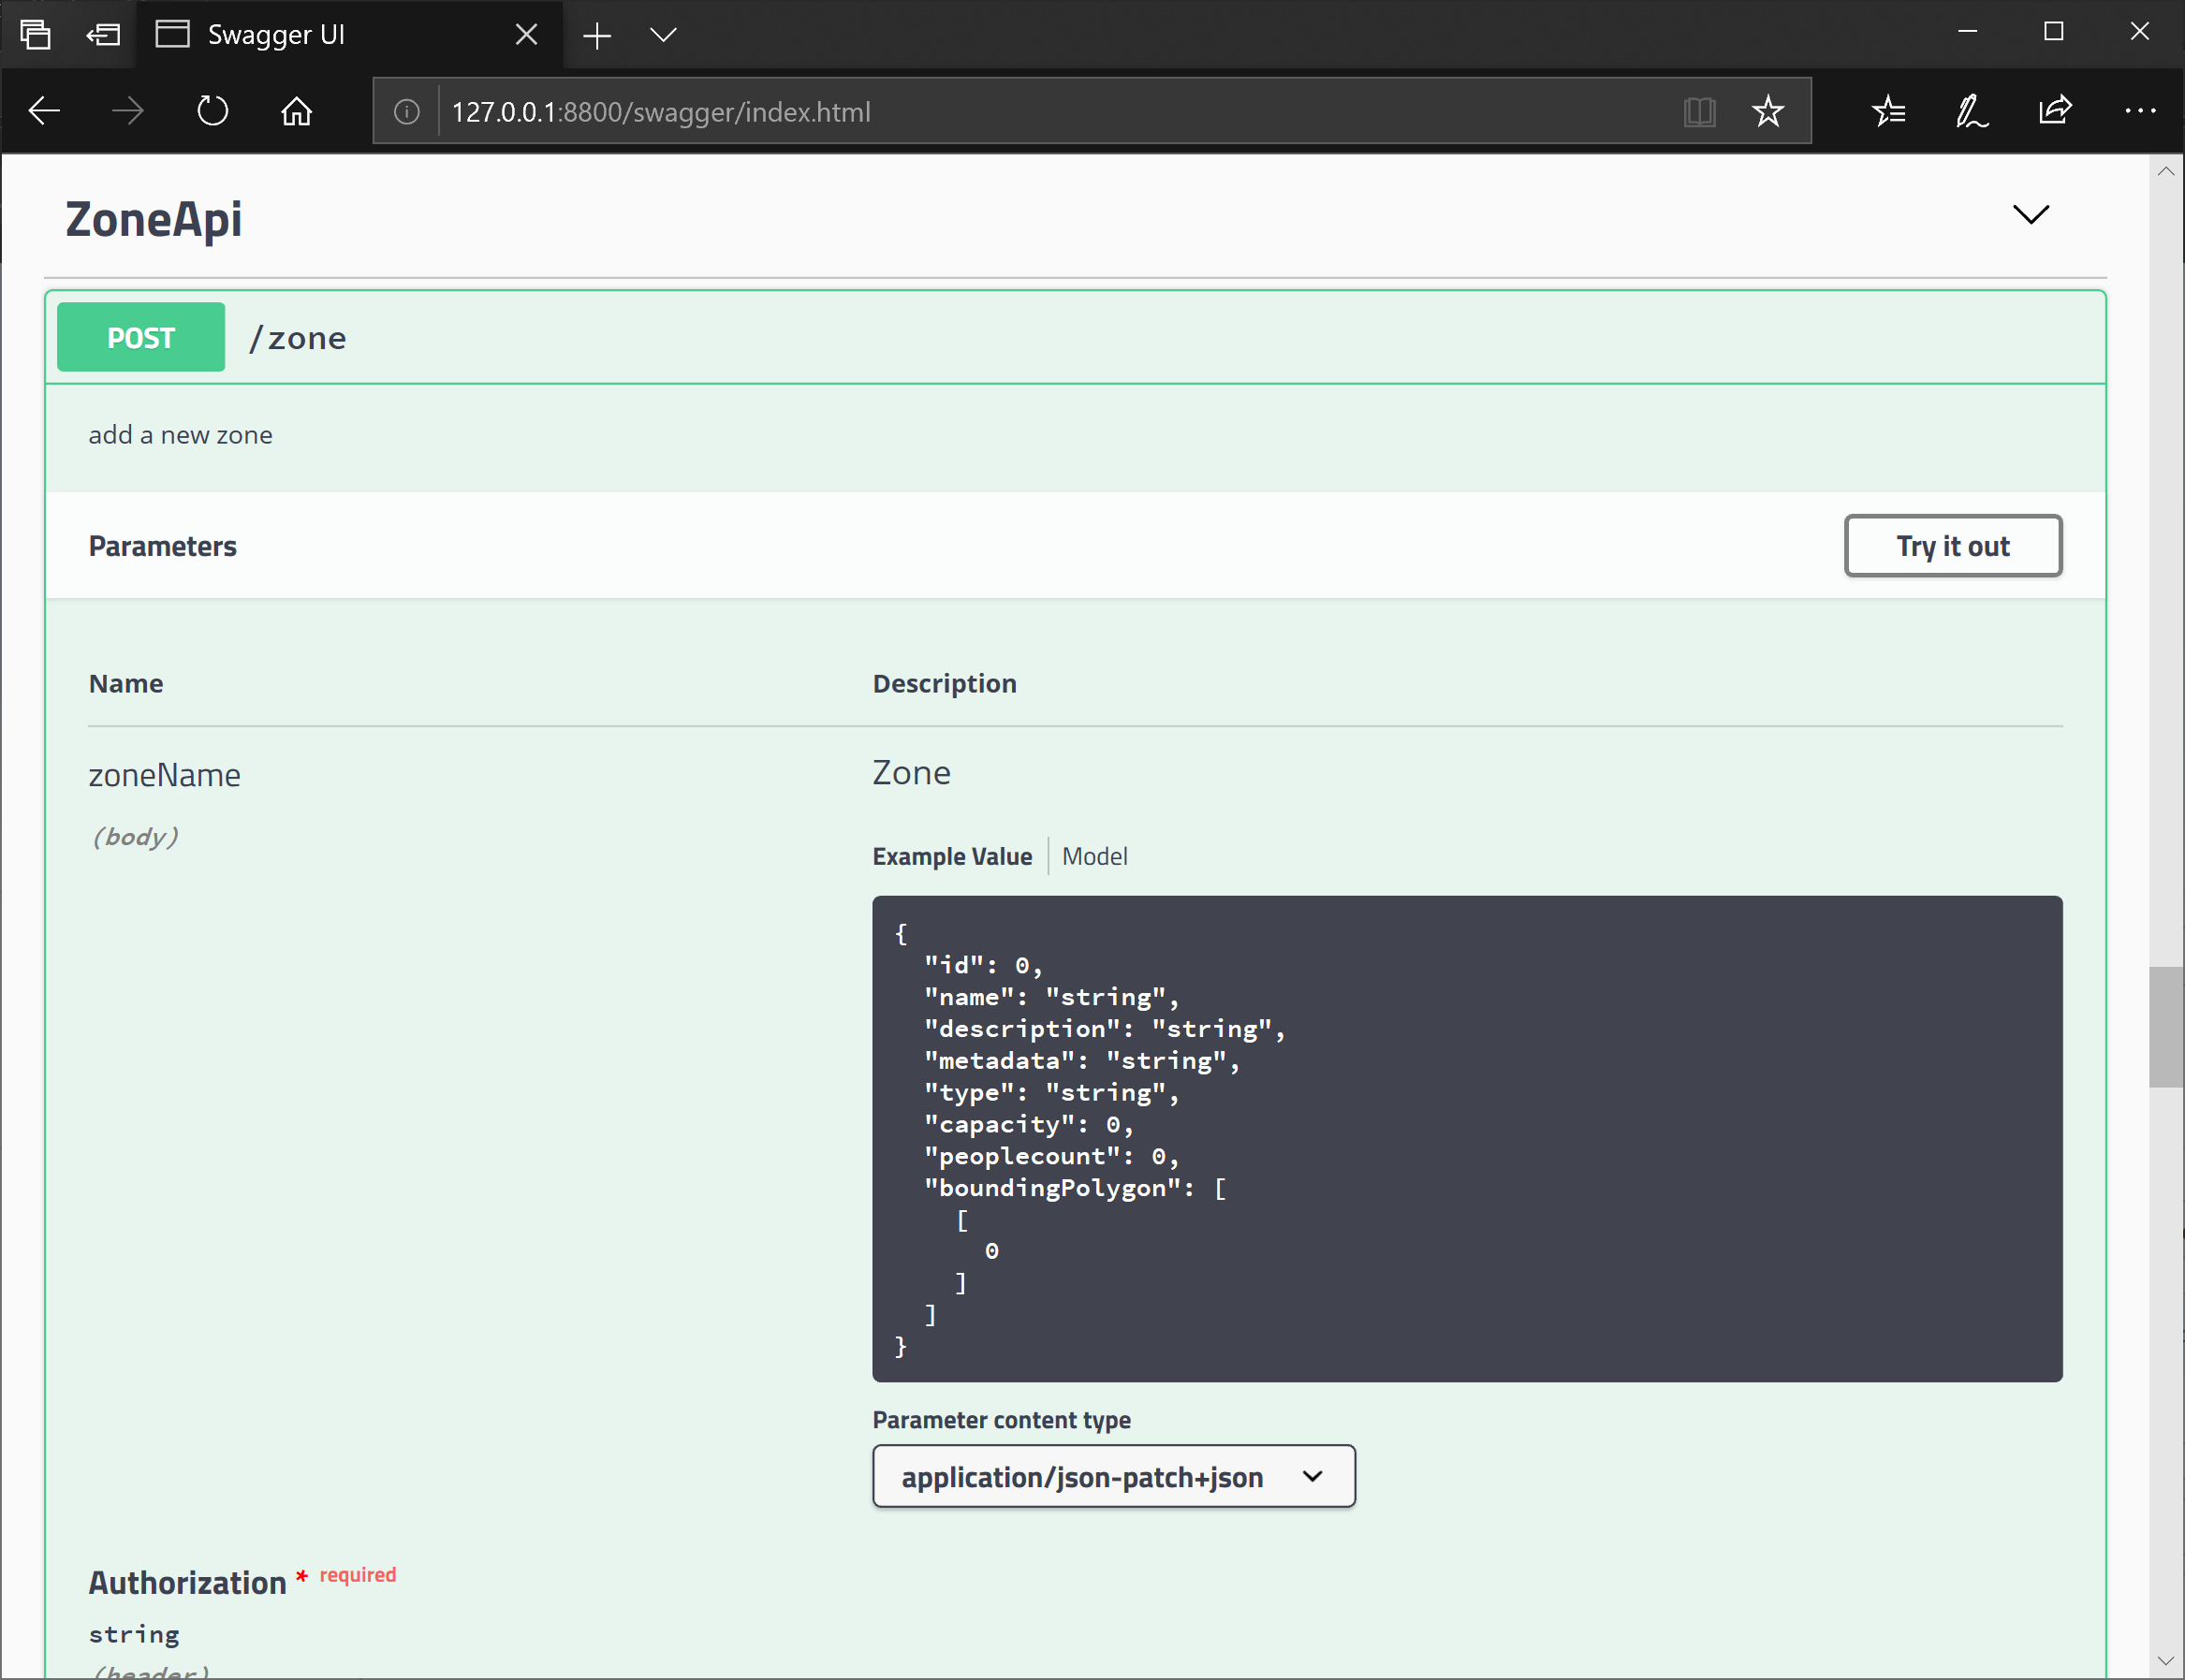 Swagger UI
127.0.0.1:8800/swagger/index.html
ZoneApi
POST /zone
add a new zone
Parameters
Try it out
Name Description
zoneName
(body)
Zone
Example Value Model
{
  "id": 0,
  "name": "string",
  "description": "string",
  "metadata": "string",
  "type": "string",
  "capacity": 0,
  "peoplecount": 0,
  "boundingPolygon": [
    [
      0
    ]
  ]
}
Parameter content type
application/json-patch+json
Authorization * required
string
(header)